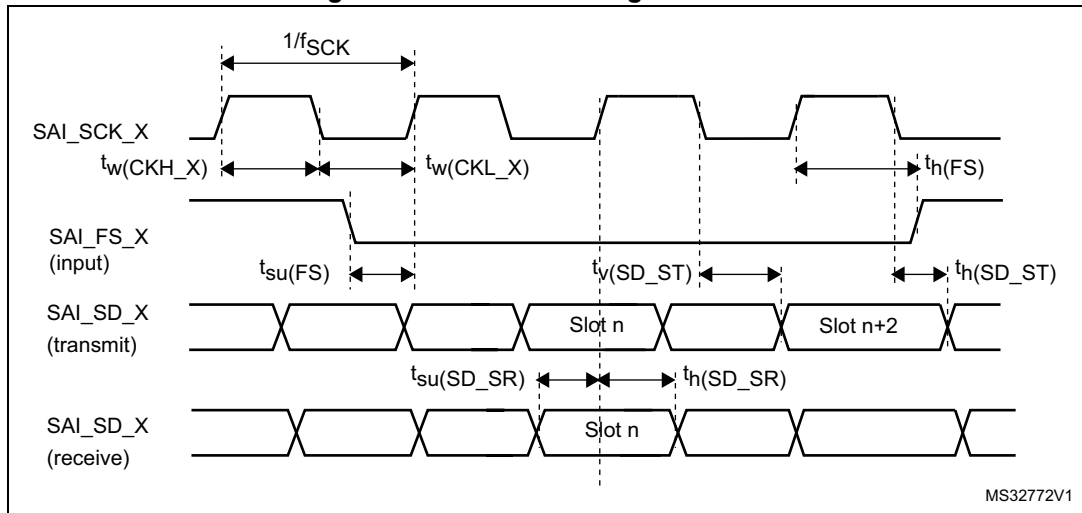 1/fSCK
SAI_SCK_X
tw(CKH_X)
tw(CKL_X)
th(FS)
SAI_FS_X
(input)
tsu(FS)
tv(SD_ST)
th(SD_ST)
SAI_SD_X
(transmit)
Slot n
Slot n+2
tsu(SD_SR)
th(SD_SR)
SAI_SD_X
(receive)
Slot n
MS32772V1